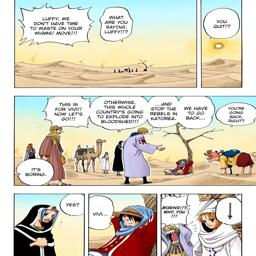 YOU
QUIT!?
WHAT
ARE YOU
SAYING,
LUFFY!!?
LUFFY, WE
DON'T HAVE
TIME TO
WASTE ON YOUR
WHIMS! MOVE!!!
YOU'RE
GOING
BACK,
RIGHT?
WE HAVE
TO GO
BACK...
...AND
STOP THE
REBELS IN
KATOREA.
OTHERWISE,
THIS WHOLE
COUNTRY'S
GOING TO
EXPLODE INTO
BLOODSHED!!!
THIS IS
FOR VIVI!!
NOW LET'S
GO!!!
IT'S
BORING.
BORING!!?
WHY, YOU
!!!
VIVI...
YES?